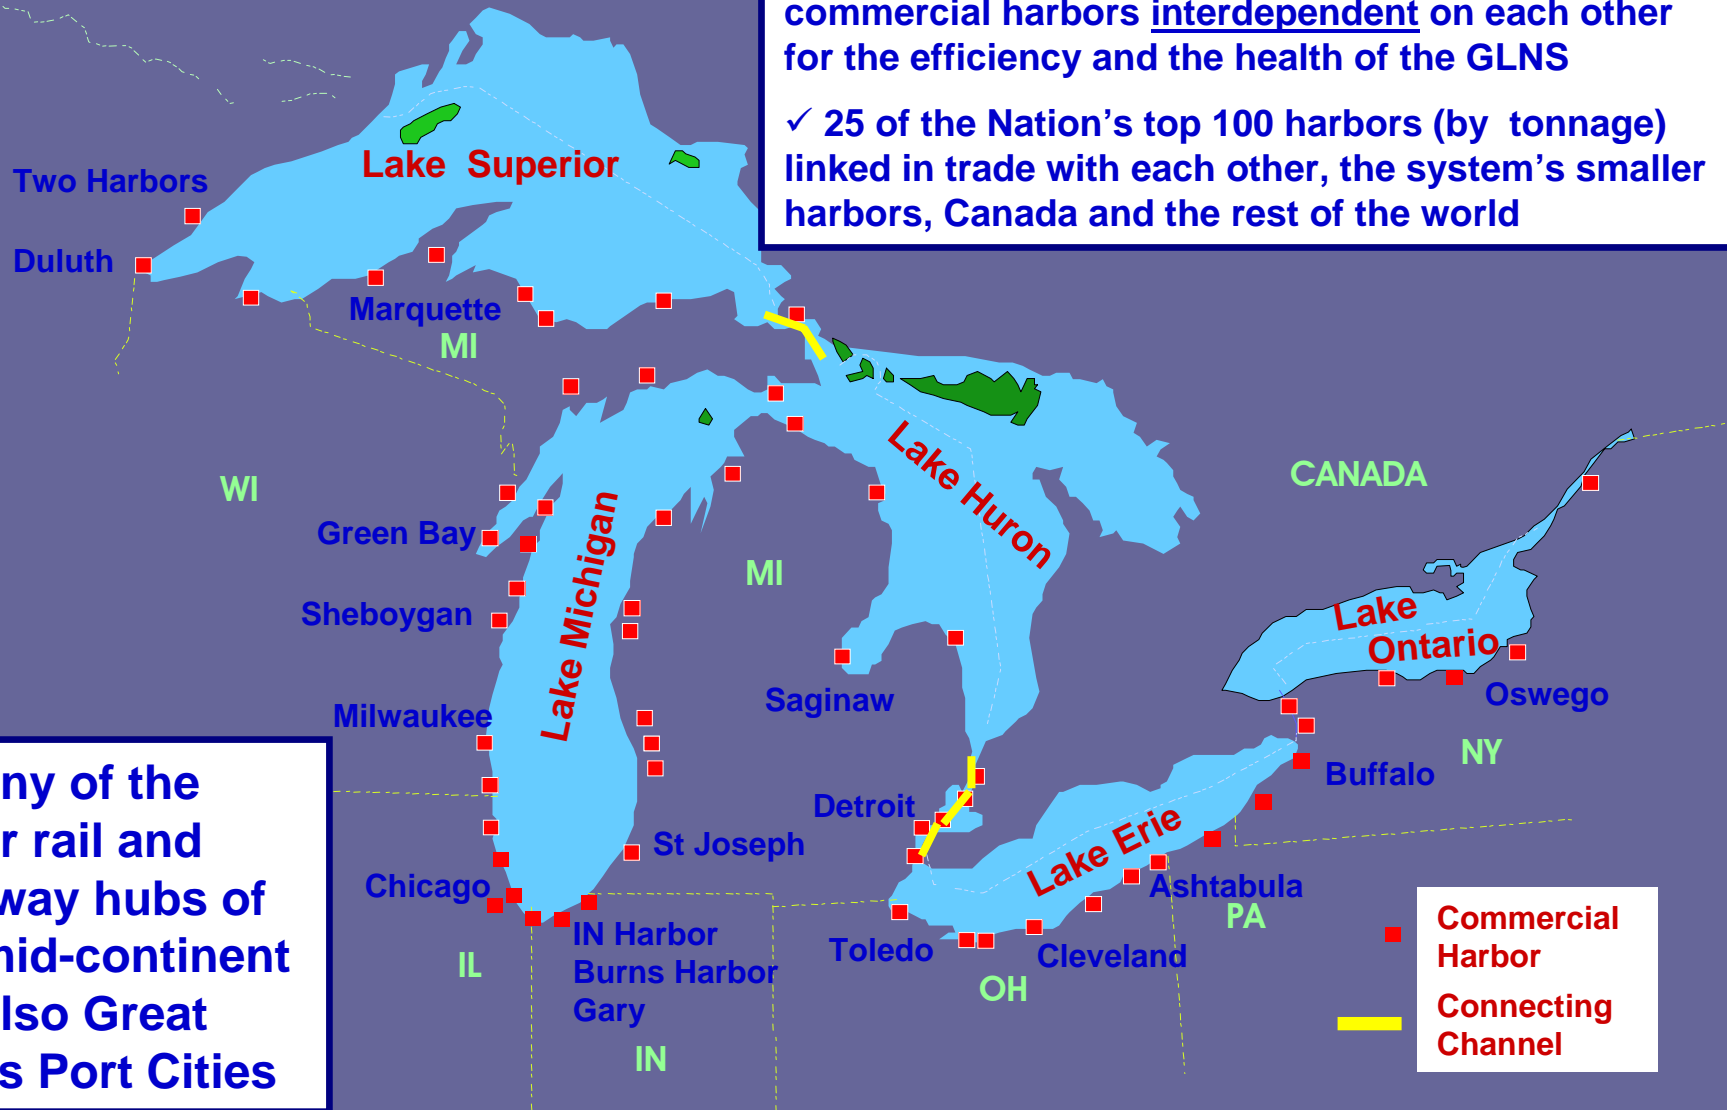 commercial harbors interdependent on each other
for the efficiency and the health of the GLNS
✓ 25 of the Nation’s top 100 harbors (by tonnage)
linked in trade with each other, the system’s smaller
harbors, Canada and the rest of the world
Lake Superior
Two Harbors
Duluth
Marquette
MI
WI
Green Bay
Sheboygan
Milwaukee
Lake Michigan
MI
Lake Huron
CANADA
Saginaw
Lake
Ontario
Oswego
NY
Buffalo
Detroit
Lake Erie
St Joseph
Chicago
Ashtabula
PA
IN Harbor
Burns Harbor
Gary
Toledo
Cleveland
IL
OH
IN
ny of the
r rail and
way hubs of
mid-continent
lso Great
s Port Cities
Commercial
Harbor
Connecting
Channel